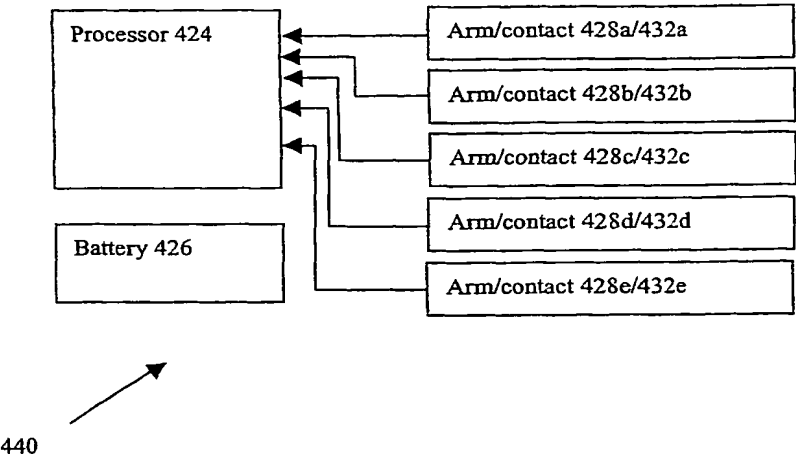 Processor 424
Arm/contact 428a/432a
Arm/contact 428b/432b
Arm/contact 428c/432c
Arm/contact 428d/432d
Battery 426
Arm/contact 428e/432e
440